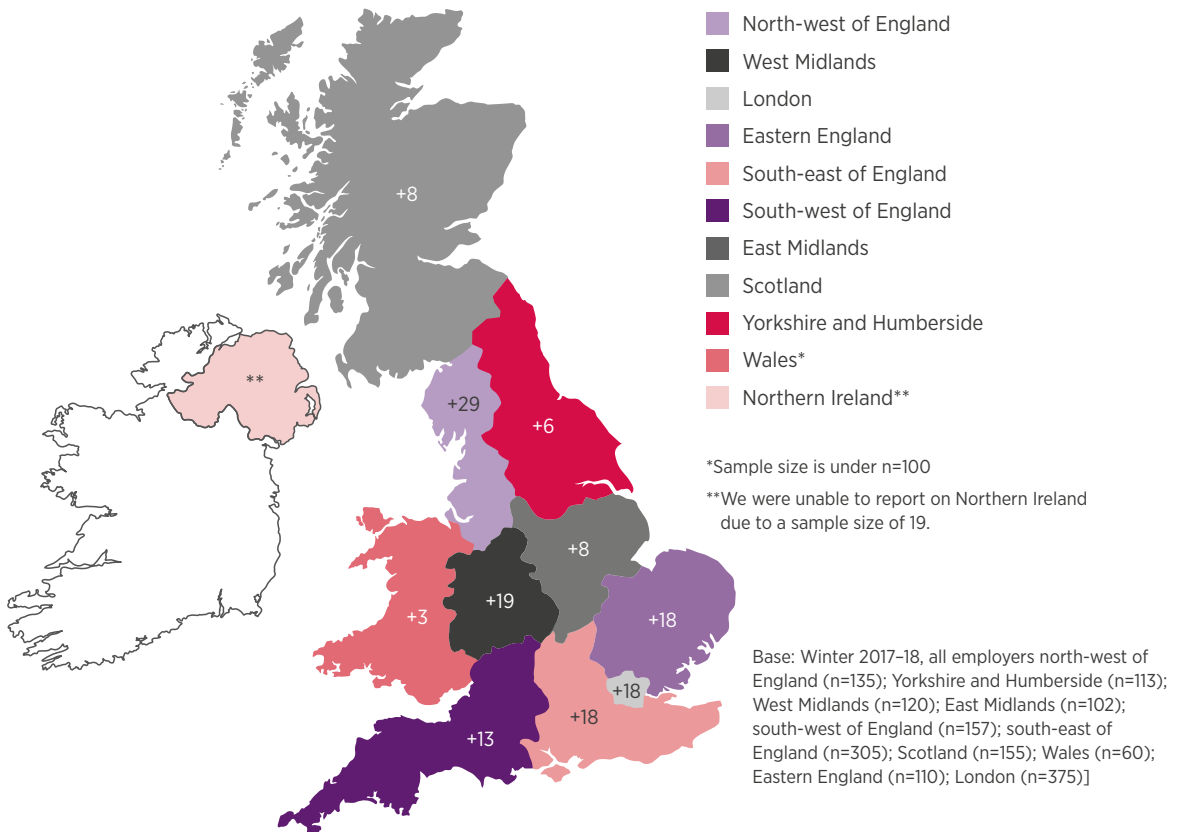 North-west of England
West Midlands
London
Eastern England
South-east of England
South-west of England
East Midlands
Scotland
Yorkshire and Humberside
Wales*
Northern Ireland**
*Sample size is under n=100
**We were unable to report on Northern Ireland
due to a sample size of 19.
+8
**
+29
+6
+8
+19
+3
+18
+18
+18
+13
Base: Winter 2017–18, all employers north-west of
England (n=135); Yorkshire and Humberside (n=113);
West Midlands (n=120); East Midlands (n=102);
south-west of England (n=157); south-east of
England (n=305); Scotland (n=155); Wales (n=60);
Eastern England (n=110); London (n=375)]